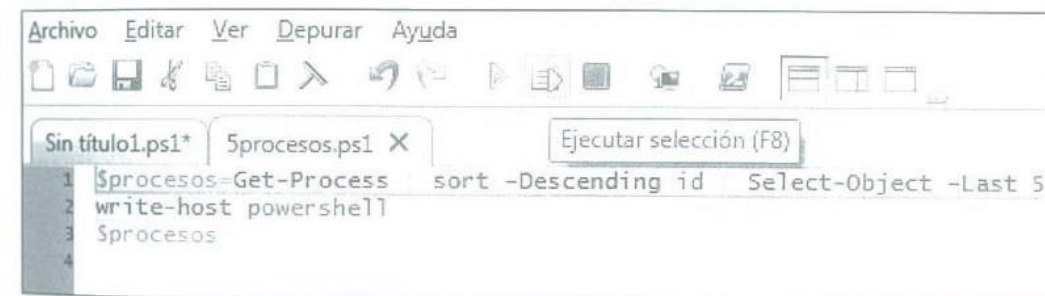 Archivo Editar Ver Depurar Ayuda
Sin título1.ps1* 5procesos.ps1 X
Ejecutar selección (F8)
1 $procesos=Get-Process sort -Descending id Select-Object -Last 5
2 write-host powershell
3 $procesos
4